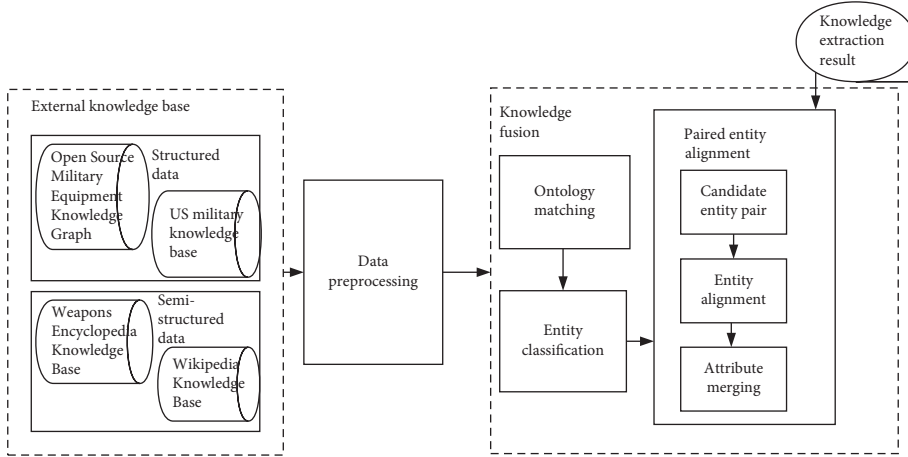 Knowledge
extraction
result
External knowledge base
Open Source
Military
Equipment
Knowledge
Graph
Structured
data
US military
knowledge
base
Weapons
Encyclopedia
Knowledge
Base
Semi-
structured
data
Wikipedia
Knowledge
Base
Data
preprocessing
Knowledge
fusion
Ontology
matching
Entity
classification
Paired entity
alignment
Candidate
entity pair
Entity
alignment
Attribute
merging